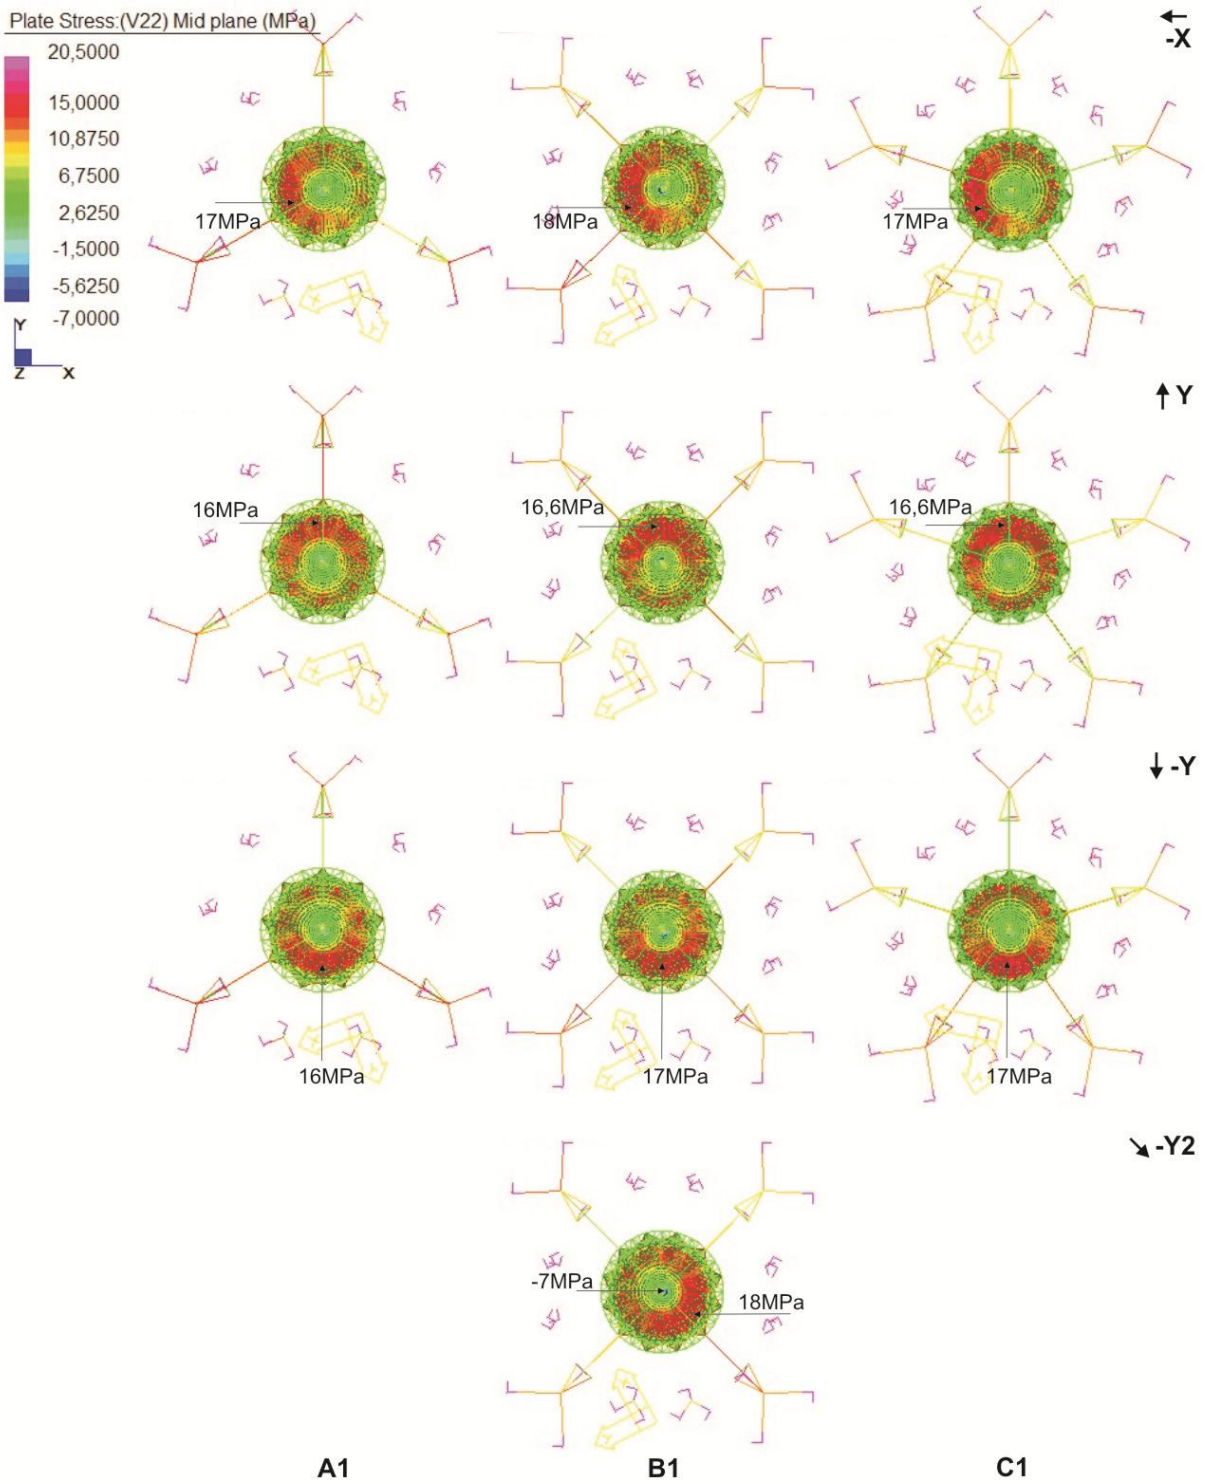 Plate Stress:(V22) Mid plane (MPa)
-X
20,5000
15,0000
10,8750
6,7500
2,6250
-1,5000
-5,6250
-7,0000
17MPa
18MPa
17MPa
Y
Z
X
Y
16MPa
16,6MPa
16,6MPa
-Y
16MPa
17MPa
17MPa
-Y2
-7MPa
18MPa
A1
B1
C1